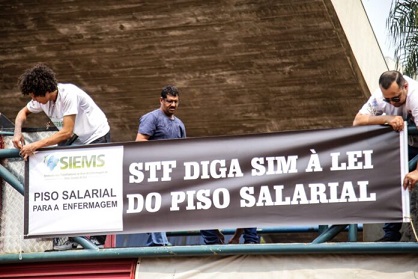 SIEMS
PISO SALARIAL
PARA A ENFERMAGEM
STF DIGA SIM À LEI
DO PISO SALARIAL